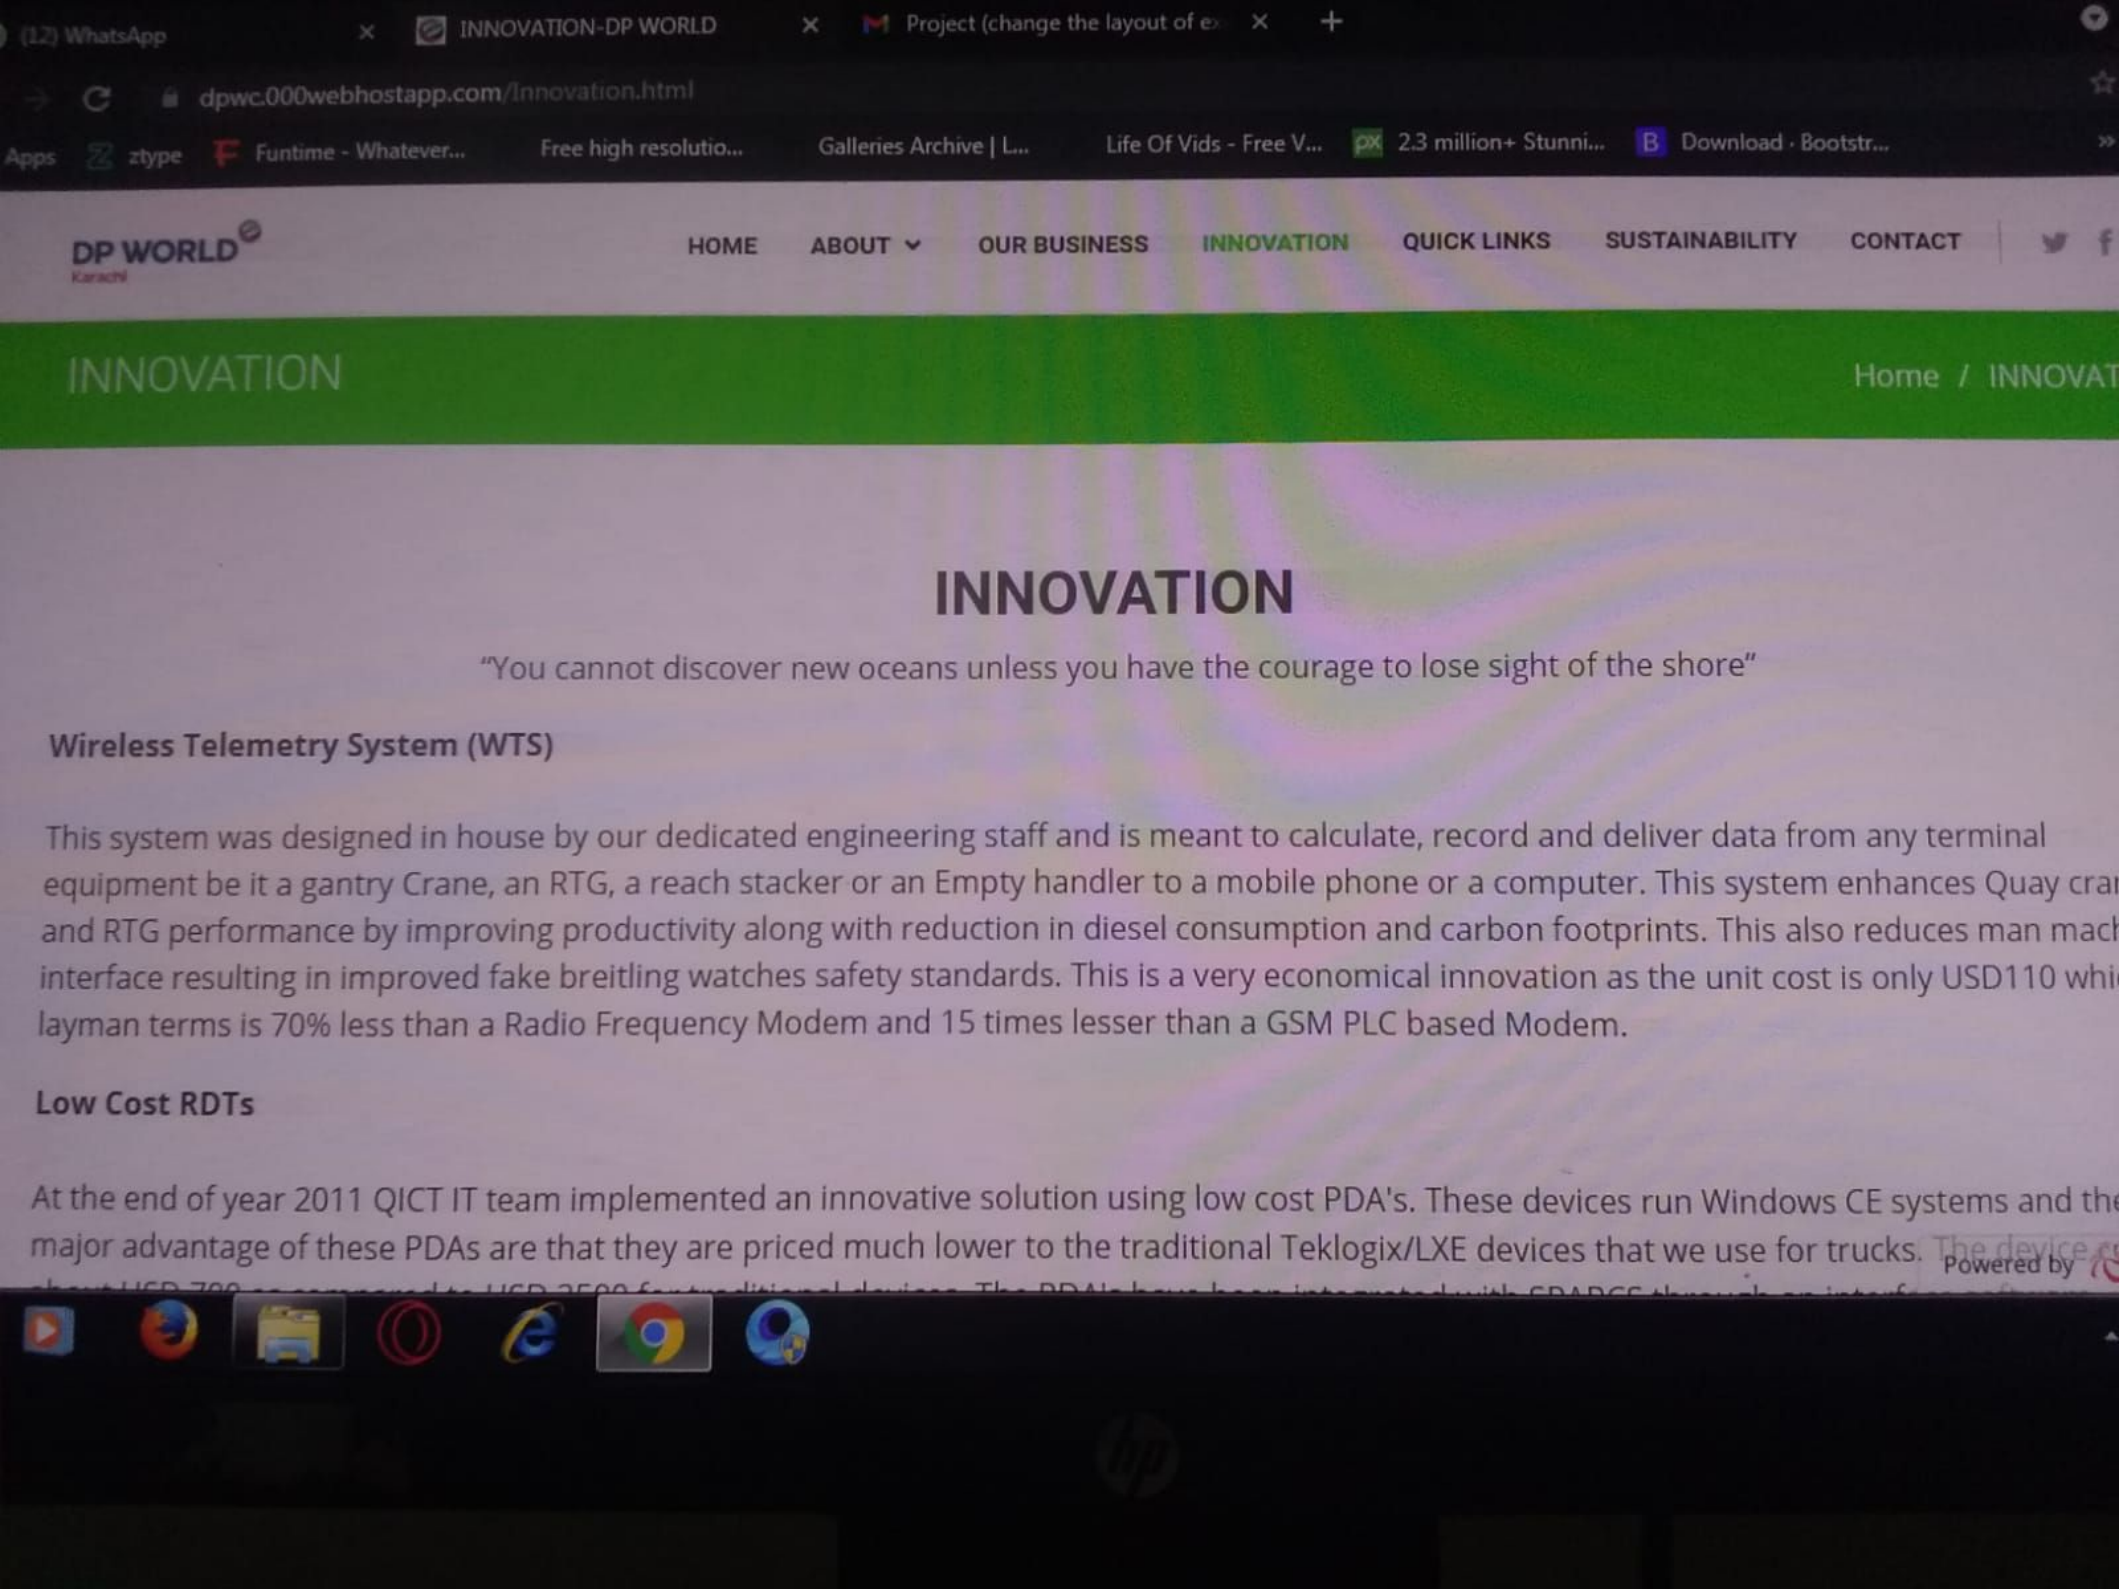 (12) WhatsApp
INNOVATION-DP WORLD
Project (change the layout of e
dpwc.000webhostapp.com/Innovation.html
Apps
ztype
Funtime - Whatever...
Free high resolutio...
Galleries Archive | L...
Life Of Vids - Free V...
px
2.3 million+ Stunni...
B
Download · Bootstr...
DP WORLD
Karachi
HOME
ABOUT
OUR BUSINESS
INNOVATION
QUICK LINKS
SUSTAINABILITY
CONTACT
INNOVATION
Home / INNOVAT
INNOVATION
“You cannot discover new oceans unless you have the courage to lose sight of the shore”
Wireless Telemetry System (WTS)
This system was designed in house by our dedicated engineering staff and is meant to calculate, record and deliver data from any terminal
equipment be it a gantry Crane, an RTG, a reach stacker or an Empty handler to a mobile phone or a computer. This system enhances Quay cra
and RTG performance by improving productivity along with reduction in diesel consumption and carbon footprints. This also reduces man mac
interface resulting in improved fake breitling watches safety standards. This is a very economical innovation as the unit cost is only USD110 whi
layman terms is 70% less than a Radio Frequency Modem and 15 times lesser than a GSM PLC based Modem.
Low Cost RDTs
At the end of year 2011 QICT IT team implemented an innovative solution using low cost PDA's. These devices run Windows CE systems and the
major advantage of these PDAs are that they are priced much lower to the traditional Teklogix/LXE devices that we use for trucks. The device
Powered by
hp